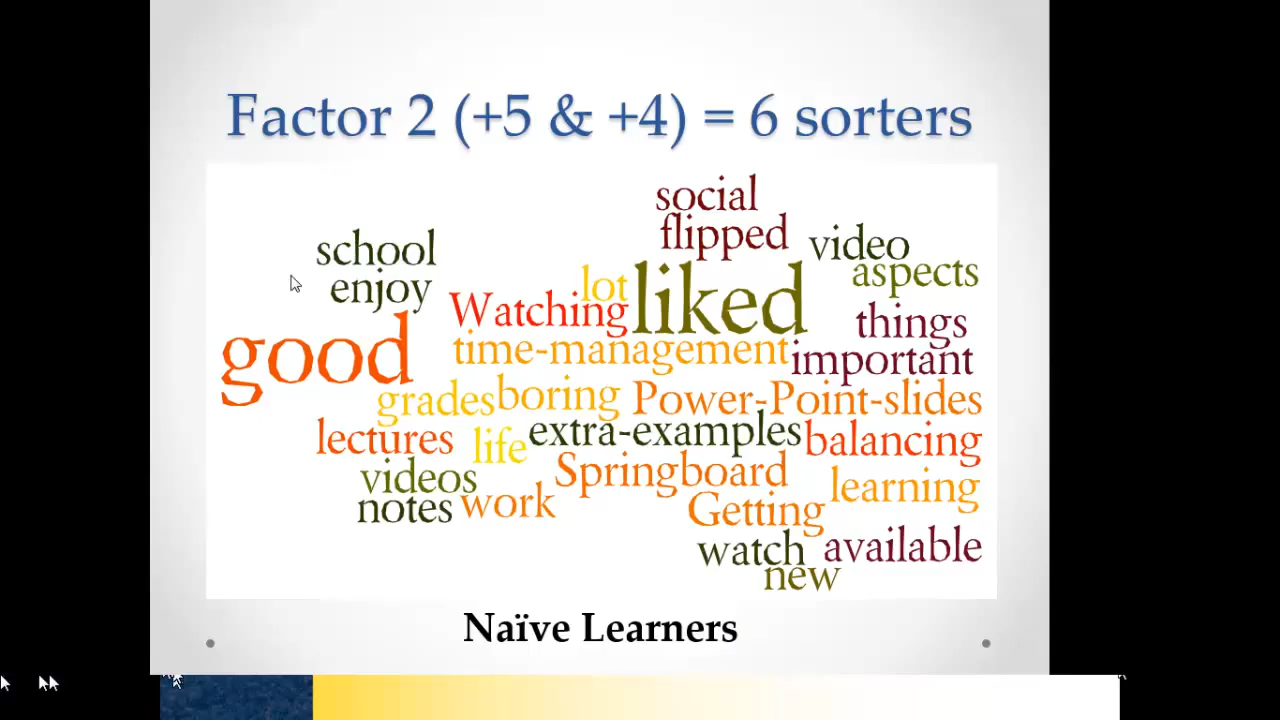 Factor 2 (+5 & +4) = 6 sorters
social
flipped
school
video
enjoy
lot
liked
aspects
Watching
things
good
time-management
important
grades
boring
Power-Point-slides
lectures
life
extra-examples
balancing
videos
Springboard
learning
notes
work
Getting
watch
available
new
Naïve Learners